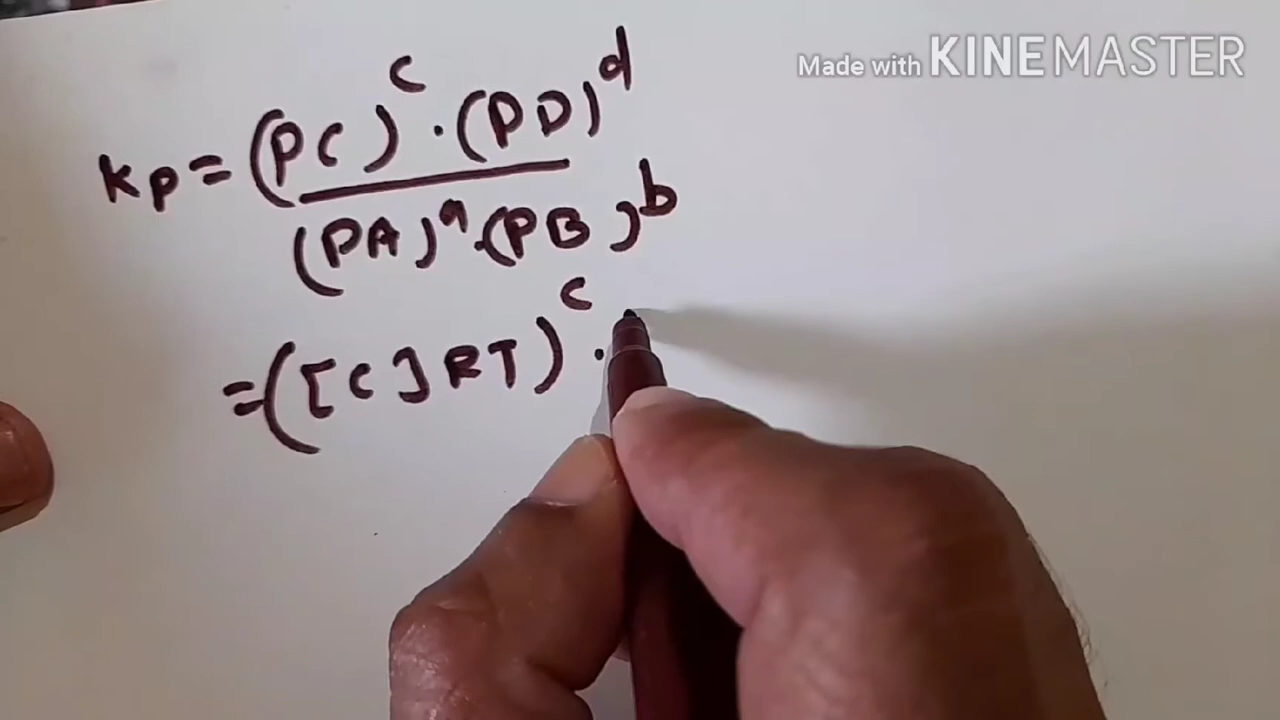 Made with KINEMASTER
kp = (PC)^c . (PD)^d
(PA)^a . (PB)^b
= ([C]RT)^c .